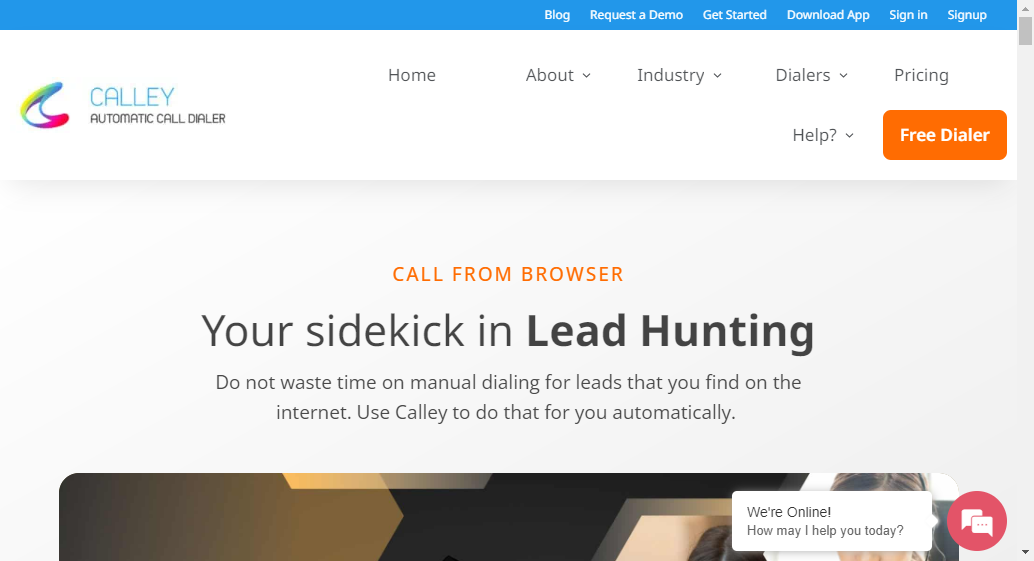 Blog Request a Demo Get Started Download App Sign in Signup
CALLEY
AUTOMATIC CALL DIALER
Home About Industry Dialers Pricing
Help? Free Dialer
CALL FROM BROWSER
Your sidekick in Lead Hunting
Do not waste time on manual dialing for leads that you find on the
internet. Use Calley to do that for you automatically.
We're Online!
How may I help you today?